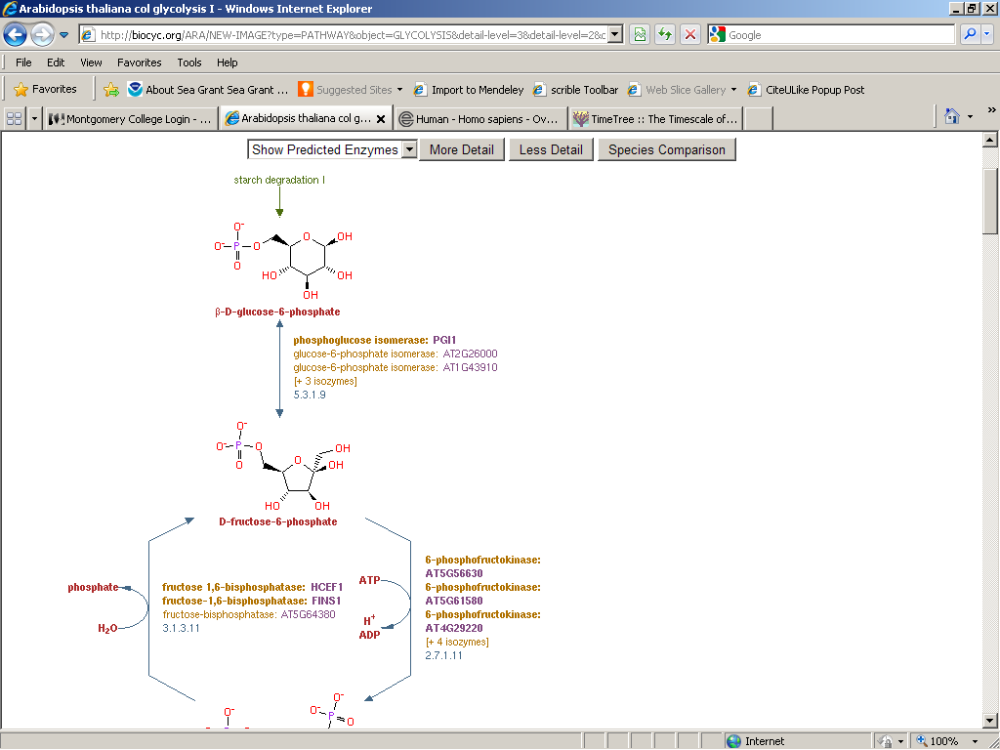 Arabidopsis thaliana col glycolysis I - Windows Internet Explorer
http://biocyc.org/ARA/NEW-IMAGE?type=PATHWAY&object=GLYCOLYSIS&detail-level=3&detail-level=2&c
Google
File Edit View Favorites Tools Help
Favorites About Sea Grant Sea Grant ... Suggested Sites Import to Mendeley scrible Toolbar Web Slice Gallery CiteULike Popup Post
Montgomery College Login - ... Arabidopsis thaliana col g... Human - Homo sapiens - Ov... TimeTree :: The Timescale of...
Show Predicted Enzymes More Detail Less Detail Species Comparison
starch degradation I
O- O OH
O- P O
O HO OH
OH
β-D-glucose-6-phosphate
phosphoglucose isomerase: PGI1
glucose-6-phosphate isomerase: AT2G26000
glucose-6-phosphate isomerase: AT1G43910
[+ 3 isozymes]
5.3.1.9
O-
O- P O OH
O O OH
HO OH
D-fructose-6-phosphate
phosphate
H2O
fructose 1,6-bisphosphatase: HCEF1
fructose-1,6-bisphosphatase: FINS1
fructose-bisphosphatase: AT5G64380
3.1.3.11
ATP
H+
ADP
6-phosphofructokinase:
AT5G56630
6-phosphofructokinase:
AT5G61580
6-phosphofructokinase:
AT4G29220
[+ 4 isozymes]
2.7.1.11
O-
O- O- P O
Internet 100%